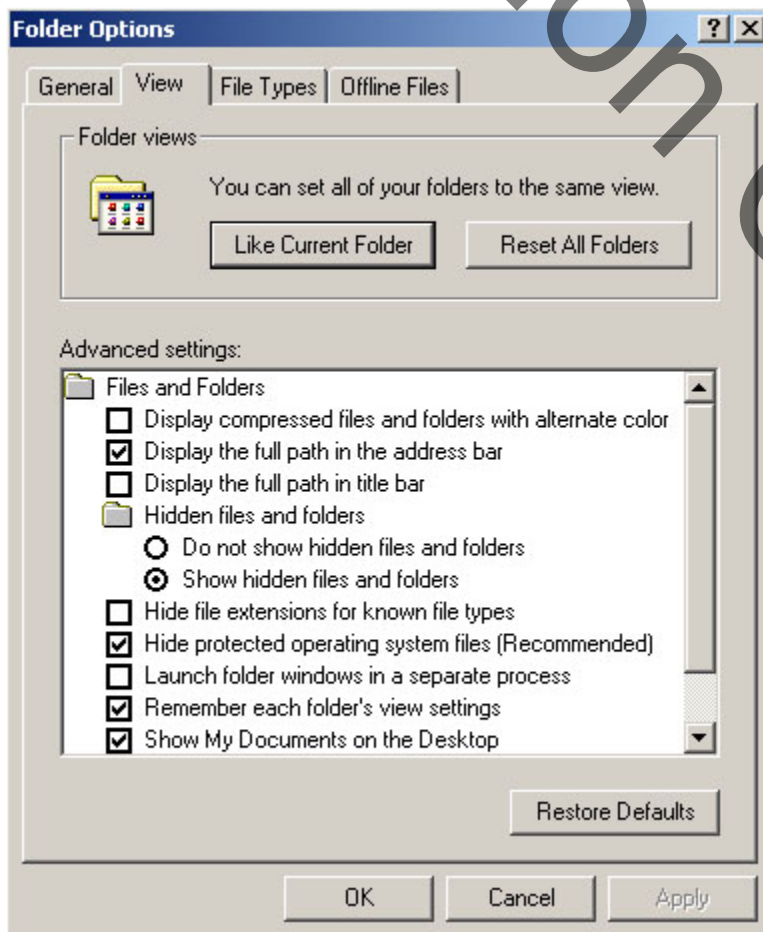 Folder Options
General View File Types Offline Files
Folder views
You can set all of your folders to the same view.
Like Current Folder Reset All Folders
Advanced settings:
Files and Folders
Display compressed files and folders with alternate color
Display the full path in the address bar
Display the full path in title bar
Hidden files and folders
Do not show hidden files and folders
Show hidden files and folders
Hide file extensions for known file types
Hide protected operating system files (Recommended)
Launch folder windows in a separate process
Remember each folder's view settings
Show My Documents on the Desktop
Restore Defaults
OK Cancel Apply